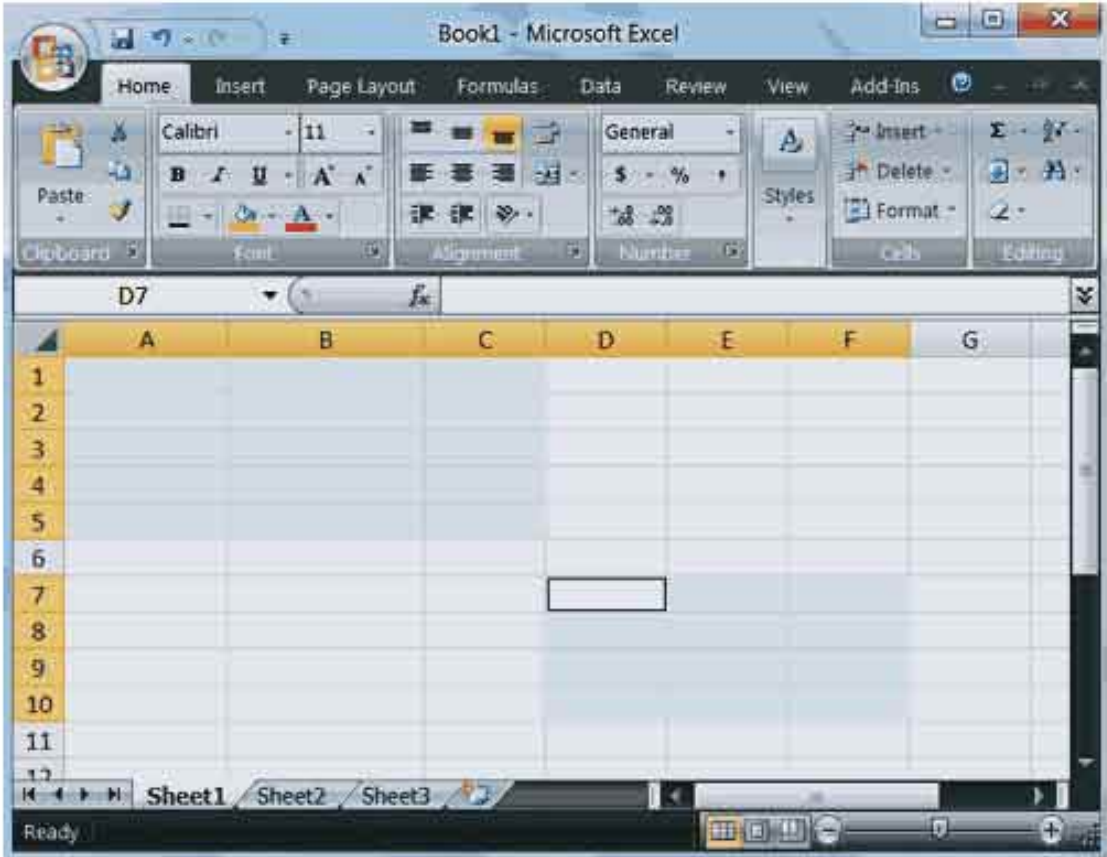 Book1 - Microsoft Excel
Home Insert Page Layout Formulas Data Review View Add-Ins
Calibri 11 General Insert Σ
B I U A A $ % , Delete
Paste Styles
A .00 Format
Clipboard Font Alignment Number Cells Editing
D7 fx
A B C D E F G
1
2
3
4
5
6
7
8
9
10
11
12
Sheet1 Sheet2 Sheet3
Ready